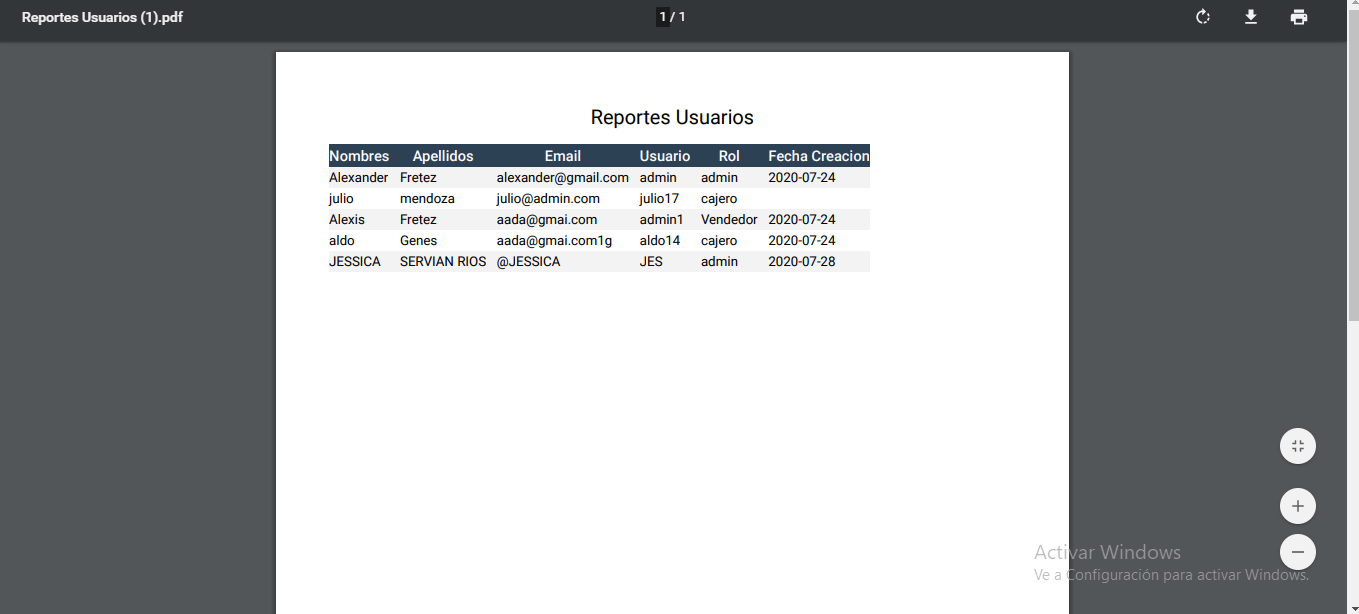 Reportes Usuarios (1).pdf
1 / 1
Reportes Usuarios
Nombres Apellidos Email Usuario Rol Fecha Creacion
Alexander Fretez alexander@gmail.com admin admin 2020-07-24
julio mendoza julio@admin.com julio17 cajero
Alexis Fretez aada@gmai.com admin1 Vendedor 2020-07-24
aldo Genes aada@gmai.com1g aldo14 cajero 2020-07-24
JESSICA SERVIAN RIOS @JESSICA JES admin 2020-07-28
Activar Windows
Ve a Configuración para activar Windows.